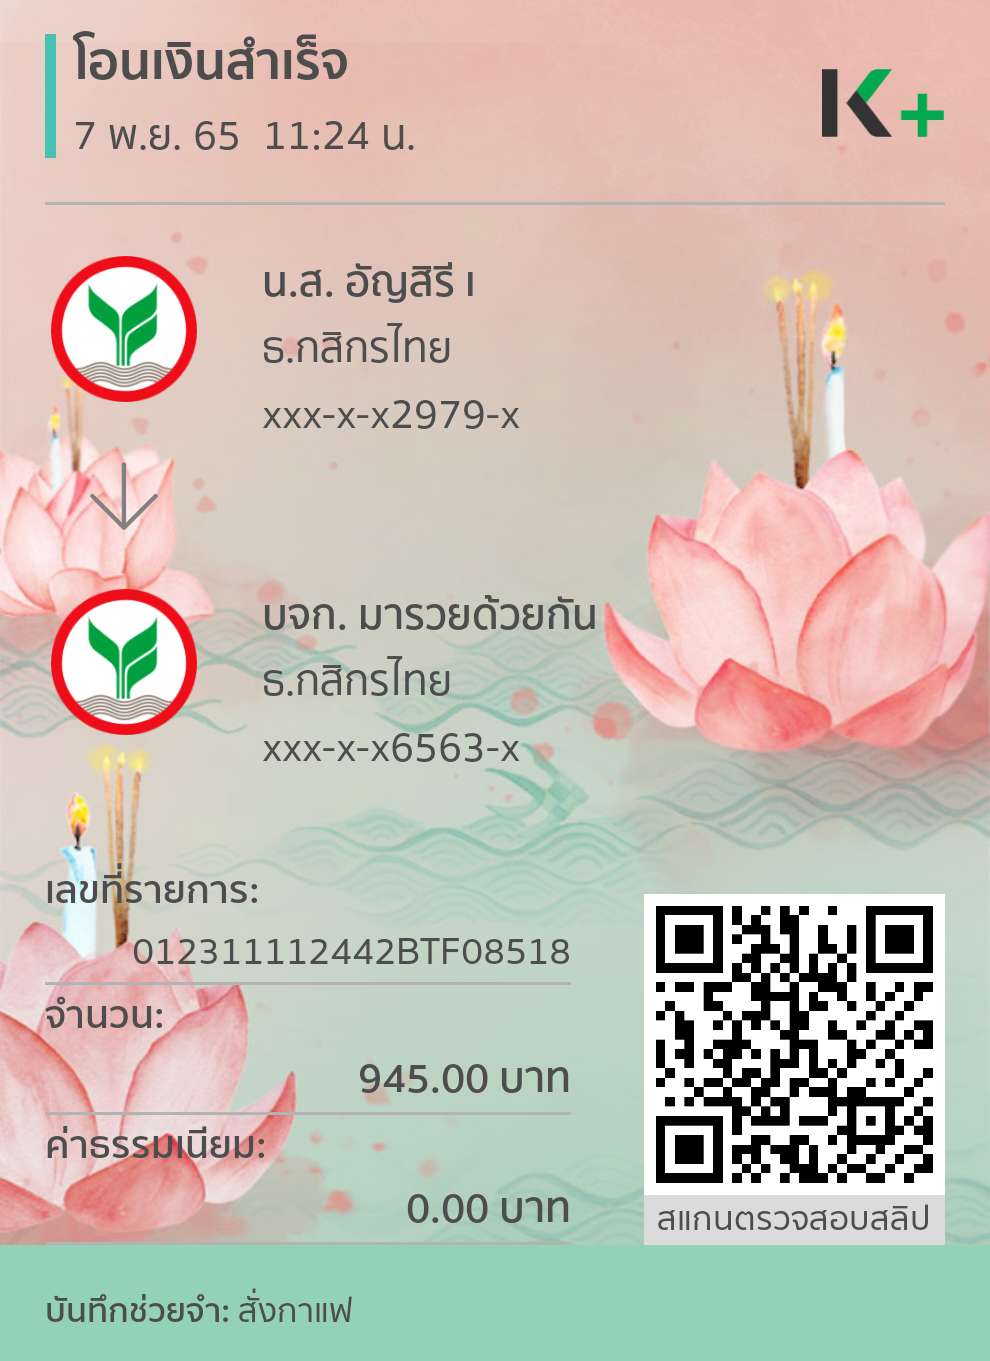 โอนเงินสำเร็จ
7 พ.ย. 65 11:24 น.
K+
น.ส. อัญสิรี เ
ธ.กสิกรไทย
xxx-x-x2979-x
บจก. มารวยด้วยกัน
ธ.กสิกรไทย
xxx-x-x6563-x
เลขที่รายการ:
012311112442BTF08518
จำนวน:
945.00 บาท
ค่าธรรมเนียม:
0.00 บาท
สแกนตรวจสอบสลิป
บันทึกช่วยจำ: สั่งกาแฟ